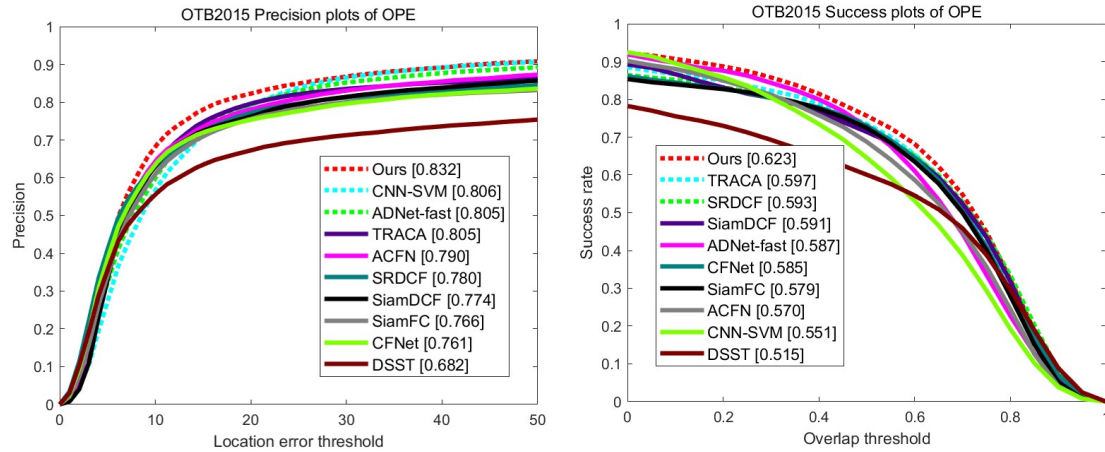 OTB2015 Precision plots of OPE
1
0.9
0.8
0.7
0.6
0.5
0.4
0.3
0.2
0.1
0
Precision
Ours [0.832]
CNN-SVM [0.806]
ADNet-fast [0.805]
TRACA [0.805]
ACFN [0.790]
SRDCF [0.780]
SiamDCF [0.774]
SiamFC [0.766]
CFNet [0.761]
DSST [0.682]
0 10 20 30 40 50
Location error threshold
OTB2015 Success plots of OPE
1
0.9
0.8
0.7
0.6
0.5
0.4
0.3
0.2
0.1
0
Success rate
Ours [0.623]
TRACA [0.597]
SRDCF [0.593]
SiamDCF [0.591]
ADNet-fast [0.587]
CFNet [0.585]
SiamFC [0.579]
ACFN [0.570]
CNN-SVM [0.551]
DSST [0.515]
0 0.2 0.4 0.6 0.8 1
Overlap threshold